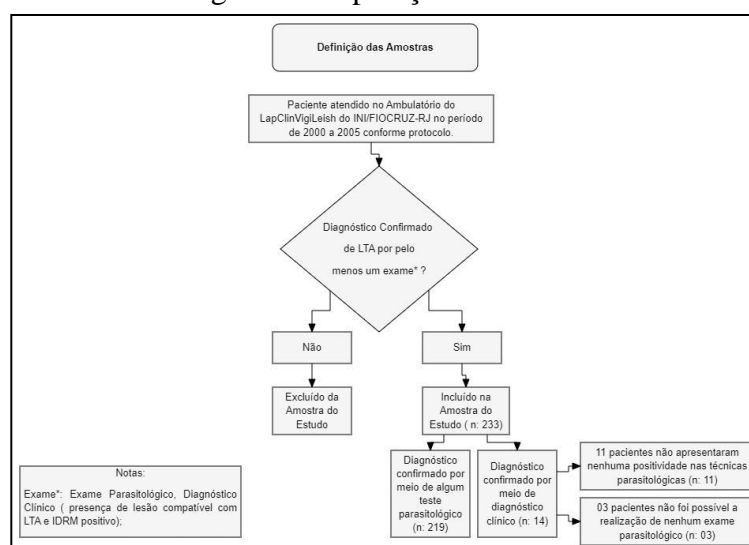 Definição das Amostras
Paciente atendido no Ambulatório do
LapClinVigiLeish do INI/FIOCRUZ-RJ no período
de 2000 a 2005 conforme protocolo.
Diagnóstico Confirmado
de LTA por pelo
menos um exame* ?
Não
Sim
Excluído da
Amostra do
Estudo
Incluído na
Amostra do
Estudo ( n: 233)
Diagnóstico
confirmado por
meio de algum
teste
parasitológico
(n: 219)
Diagnóstico
confirmado por
meio de
diagnóstico
clínico (n: 14)
11 pacientes não apresentaram
nenhuma positividade nas técnicas
parasitológicas (n: 11)
03 pacientes não foi possível a
realização de nenhum exame
parasitológico (n: 03)
Notas:
Exame*: Exame Parasitológico, Diagnóstico
Clínico ( presença de lesão compatível com
LTA e IDRM positivo);